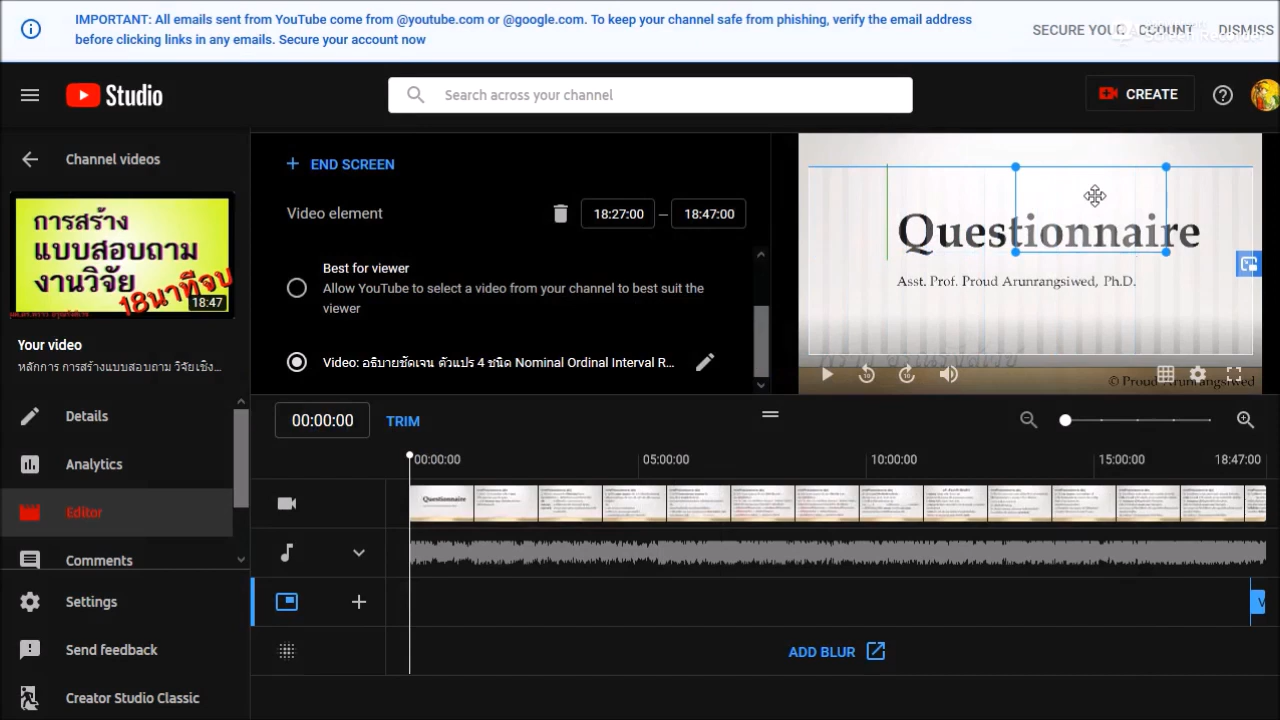 IMPORTANT: All emails sent from YouTube come from @youtube.com or @google.com. To keep your channel safe from phishing, verify the email address
before clicking links in any emails. Secure your account now
SECURE YOUR ACCOUNT
DISMISS
Studio
Search across your channel
CREATE
Channel videos
+ END SCREEN
Video element
18:27:00 – 18:47:00
Best for viewer
Allow YouTube to select a video from your channel to best suit the
viewer
Video: อธิบายชัดเจน ตัวแปร 4 ชนิด Nominal Ordinal Interval R...
Questionnaire
Asst. Prof. Proud Arunrangsiwed, Ph.D.
© Proud Arunrangsiwed
การสร้าง
แบบสอบถาม
งานวิจัย
18นาทีจบ
18:47
Your video
หลักการ การสร้างแบบสอบถาม วิจัยเชิง...
Details
Analytics
Editor
Comments
Settings
Send feedback
Creator Studio Classic
00:00:00
TRIM
00:00:00
05:00:00
10:00:00
15:00:00
18:47:00
Questionnaire
V
ADD BLUR